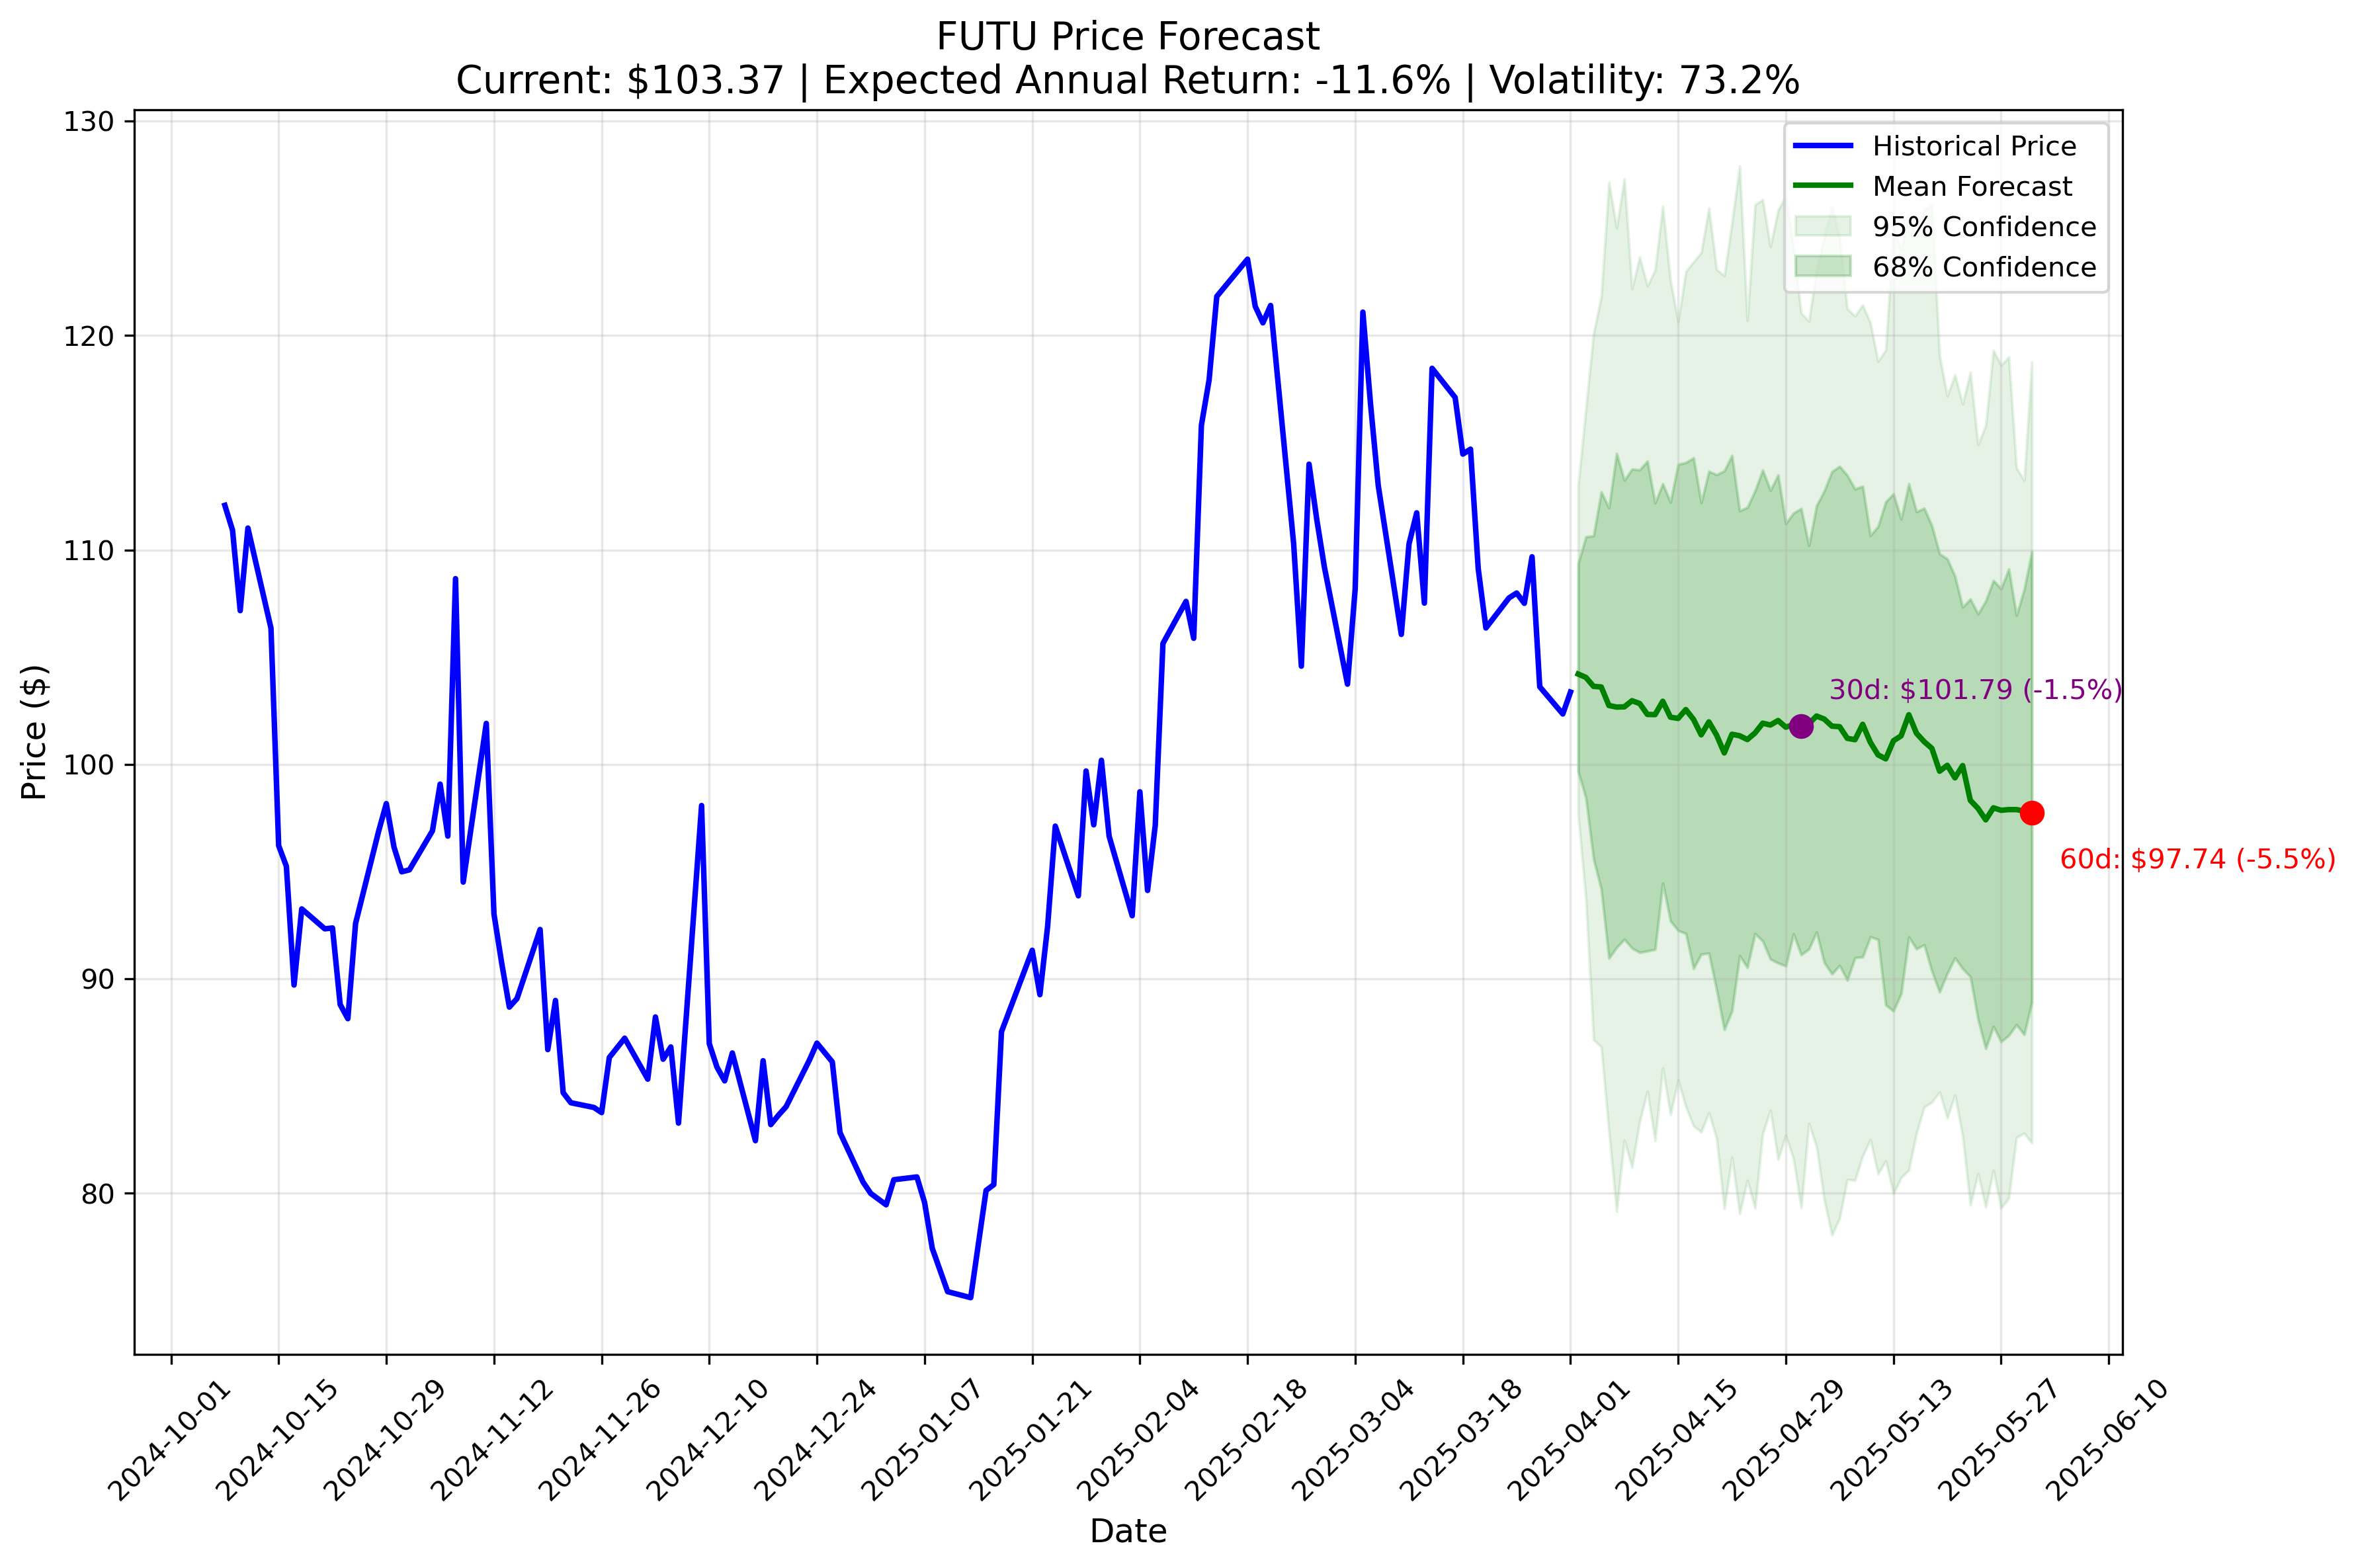 FUTU Price Forecast
Current: $103.37 | Expected Annual Return: -11.6% | Volatility: 73.2%
130
120
110
100
90
80
Price ($)
Historical Price
Mean Forecast
95% Confidence
68% Confidence
30d: $101.79 (-1.5%)
60d: $97.74 (-5.5%)
2024-10-01
2024-10-15
2024-10-29
2024-11-12
2024-11-26
2024-12-10
2024-12-24
2025-01-07
2025-01-21
2025-02-04
2025-02-18
2025-03-04
2025-03-18
2025-04-01
2025-04-15
2025-04-29
2025-05-13
2025-05-27
2025-06-10
Date